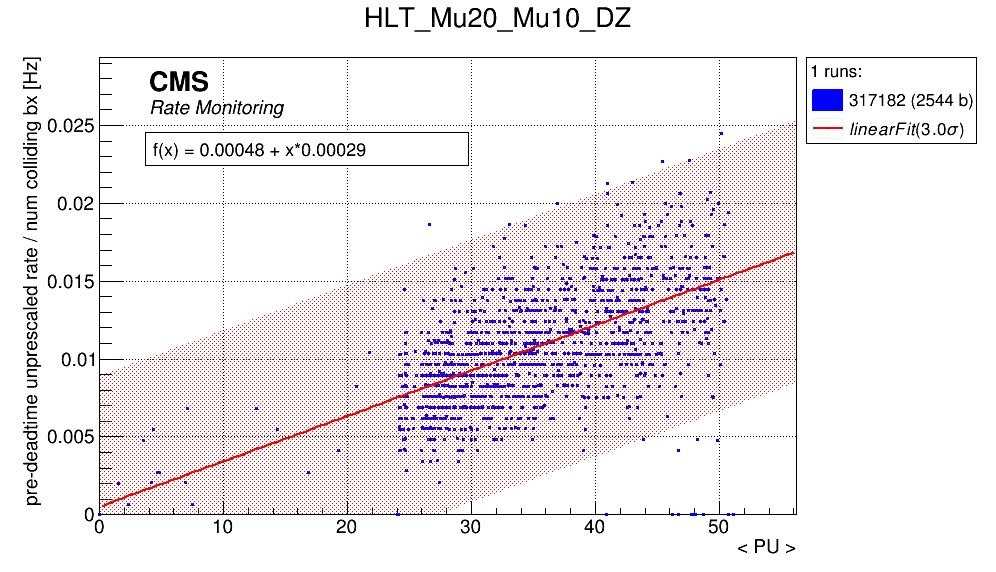 HLT_Mu20_Mu10_DZ
pre-deadtime unprescaled rate / num colliding bx [Hz]
CMS
Rate Monitoring
f(x) = 0.00048 + x*0.00029
1 runs:
317182 (2544 b)
linearFit(3.0σ)
0.025
0.02
0.015
0.01
0.005
0
0 10 20 30 40 50
< PU >